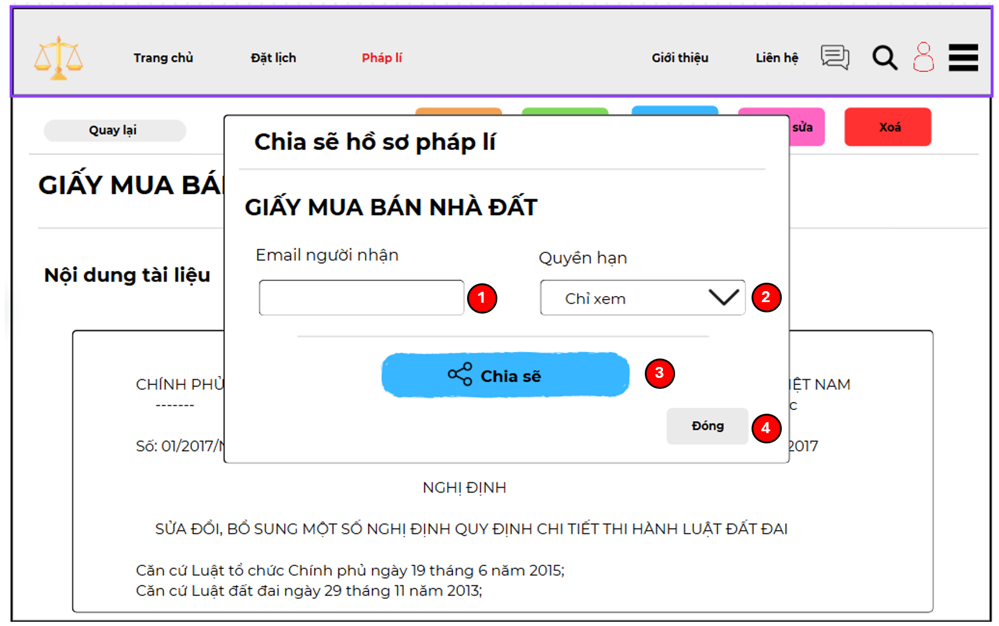 Trang chủ
Đặt lịch
Pháp lí
Giới thiệu
Liên hệ
Quay lại
sửa
Xoá
Chia sẽ hồ sơ pháp lí
GIẤY MUA BÁN
GIẤY MUA BÁN NHÀ ĐẤT
Email người nhận
Quyền hạn
Nội dung tài liệu
1
Chỉ xem
2
Chia sẽ
3
CHÍNH PHỦ
IỆT NAM
-------
c
Đóng
4
Số: 01/2017/N
2017
NGHỊ ĐỊNH
SỬA ĐỒI, BỔ SUNG MỘT SỐ NGHỊ ĐỊNH QUY ĐỊNH CHI TIẾT THI HÀNH LUẬT ĐẤT ĐAI
Căn cứ Luật tổ chức Chính phủ ngày 19 tháng 6 năm 2015;
Căn cứ Luật đất đai ngày 29 tháng 11 năm 2013;